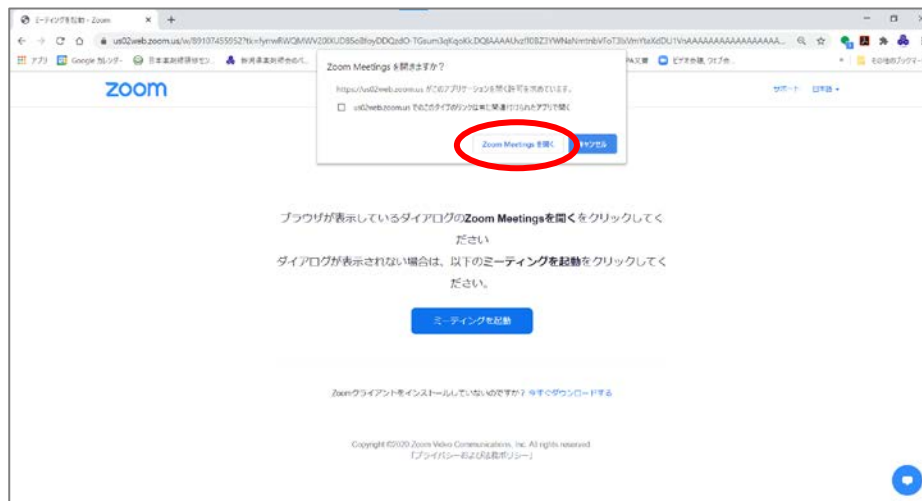 ミーティングを起動 - Zoom
アプリ
Google カレンダー
zoom
サポート 日本語
Zoom Meetings を開きますか?
https://us02web.zoom.us がこのアプリケーションを開く許可を求めています。
us02web.zoom.us でのこのタイプのリンクは常に関連付けられたアプリで開く
Zoom Meetings を開く
キャンセル
ブラウザが表示しているダイアログのZoom Meetingsを開くをクリックしてく
ださい
ダイアログが表示されない場合は、以下のミーティングを起動をクリックしてく
ださい。
ミーティングを起動
Zoomクライアントをインストールしていないのですか? 今すぐダウンロードする
Copyright ©2020 Zoom Video Communications, Inc. All rights reserved.
「プライバシーおよび法務ポリシー」